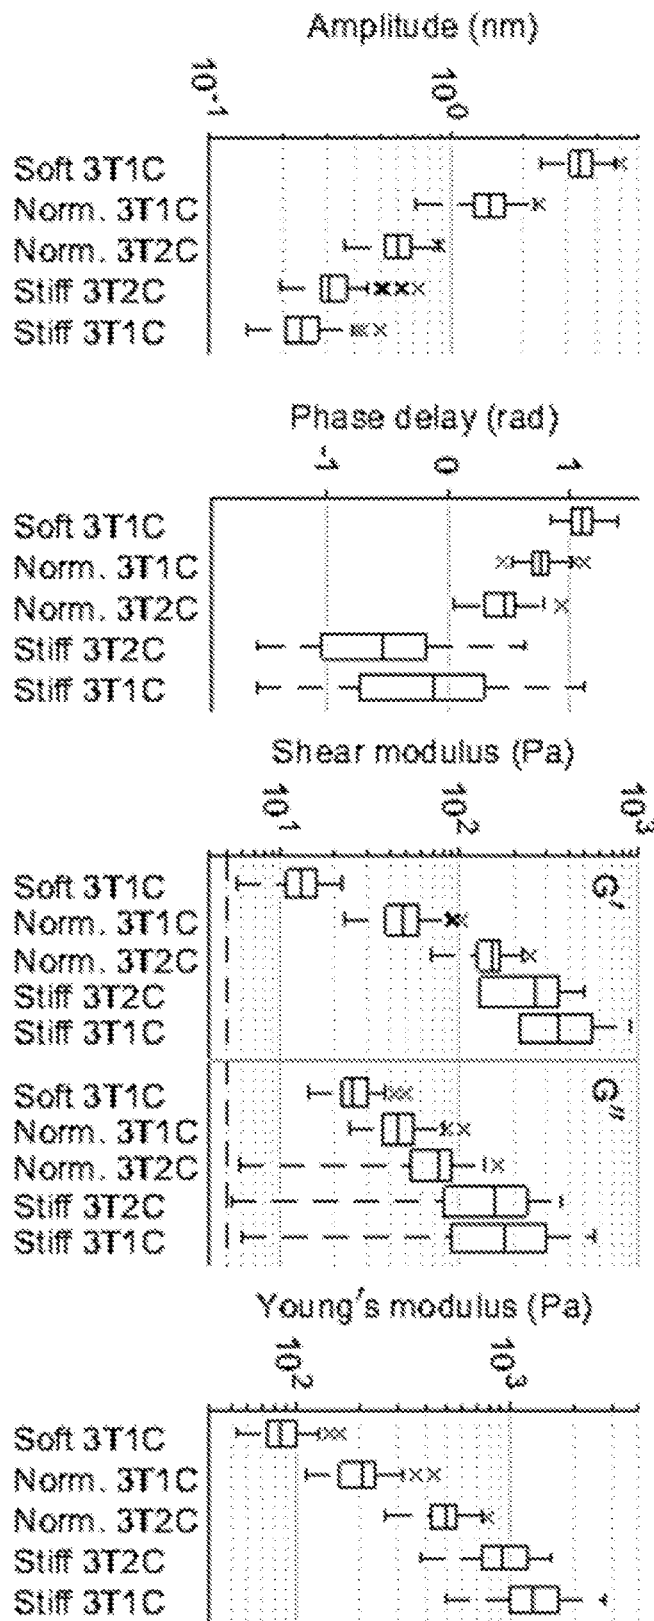 Amplitude (nm)
10⁻¹ 10⁰
Soft 3T1C
Norm. 3T1C
Norm. 3T2C
Stiff 3T2C
Stiff 3T1C
Phase delay (rad)
-1 0 1
Soft 3T1C
Norm. 3T1C
Norm. 3T2C
Stiff 3T2C
Stiff 3T1C
Shear modulus (Pa)
10¹ 10² 10³
G′
Soft 3T1C
Norm. 3T1C
Norm. 3T2C
Stiff 3T2C
Stiff 3T1C
G″
Soft 3T1C
Norm. 3T1C
Norm. 3T2C
Stiff 3T2C
Stiff 3T1C
Young's modulus (Pa)
10² 10³
Soft 3T1C
Norm. 3T1C
Norm. 3T2C
Stiff 3T2C
Stiff 3T1C